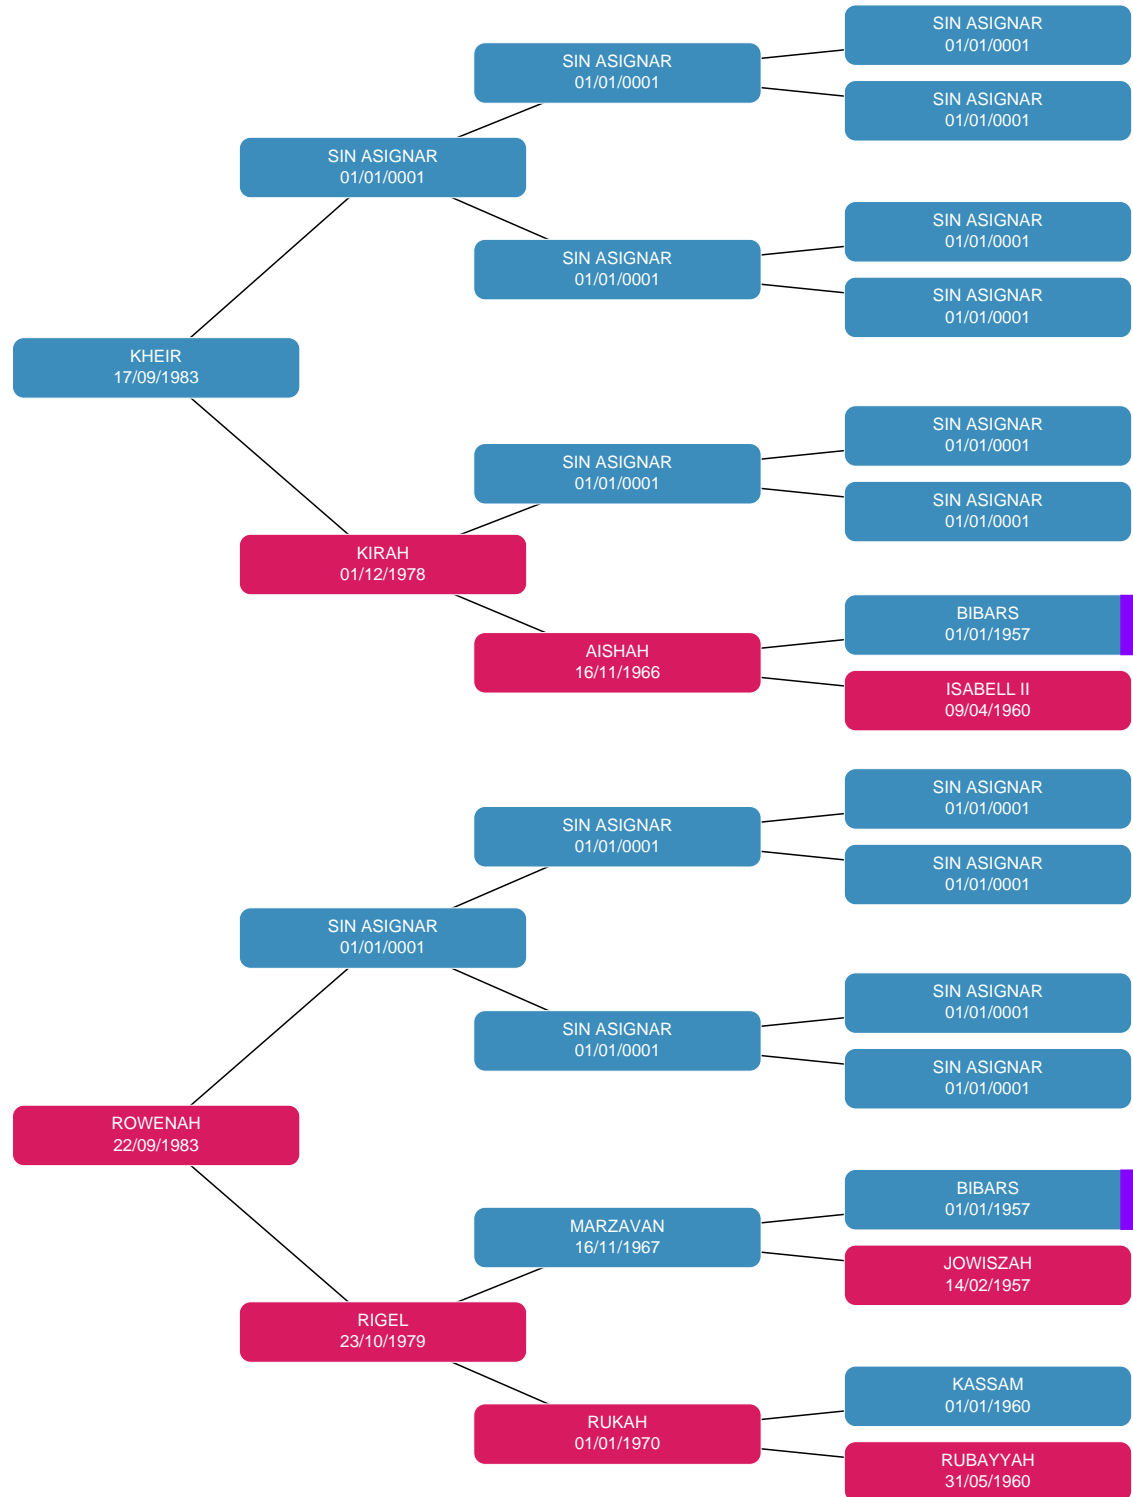 SIN ASIGNAR
01/01/0001
SIN ASIGNAR
01/01/0001
SIN ASIGNAR
01/01/0001
SIN ASIGNAR
01/01/0001
SIN ASIGNAR
01/01/0001
SIN ASIGNAR
01/01/0001
SIN ASIGNAR
01/01/0001
KHEIR
17/09/1983
SIN ASIGNAR
01/01/0001
SIN ASIGNAR
01/01/0001
SIN ASIGNAR
01/01/0001
KIRAH
01/12/1978
BIBARS
01/01/1957
AISHAH
16/11/1966
ISABELL II
09/04/1960
SIN ASIGNAR
01/01/0001
SIN ASIGNAR
01/01/0001
SIN ASIGNAR
01/01/0001
SIN ASIGNAR
01/01/0001
SIN ASIGNAR
01/01/0001
SIN ASIGNAR
01/01/0001
SIN ASIGNAR
01/01/0001
ROWENAH
22/09/1983
BIBARS
01/01/1957
MARZAVAN
16/11/1967
JOWISZAH
14/02/1957
RIGEL
23/10/1979
KASSAM
01/01/1960
RUKAH
01/01/1970
RUBAYYAH
31/05/1960